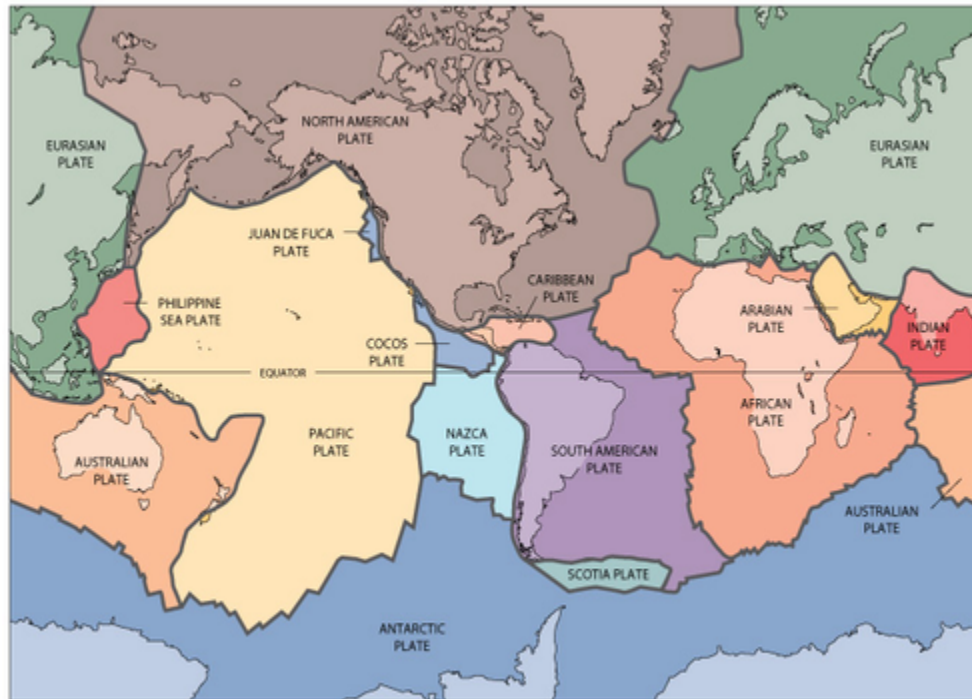 NORTH AMERICAN
PLATE
EURASIAN
PLATE
EURASIAN
PLATE
JUAN DE FUCA
PLATE
CARIBBEAN
PLATE
PHILIPPINE
SEA PLATE
ARABIAN
PLATE
INDIAN
PLATE
COCOS
PLATE
EQUATOR
AFRICAN
PLATE
PACIFIC
PLATE
NAZCA
PLATE
SOUTH AMERICAN
PLATE
AUSTRALIAN
PLATE
AUSTRALIAN
PLATE
SCOTIA PLATE
ANTARCTIC
PLATE